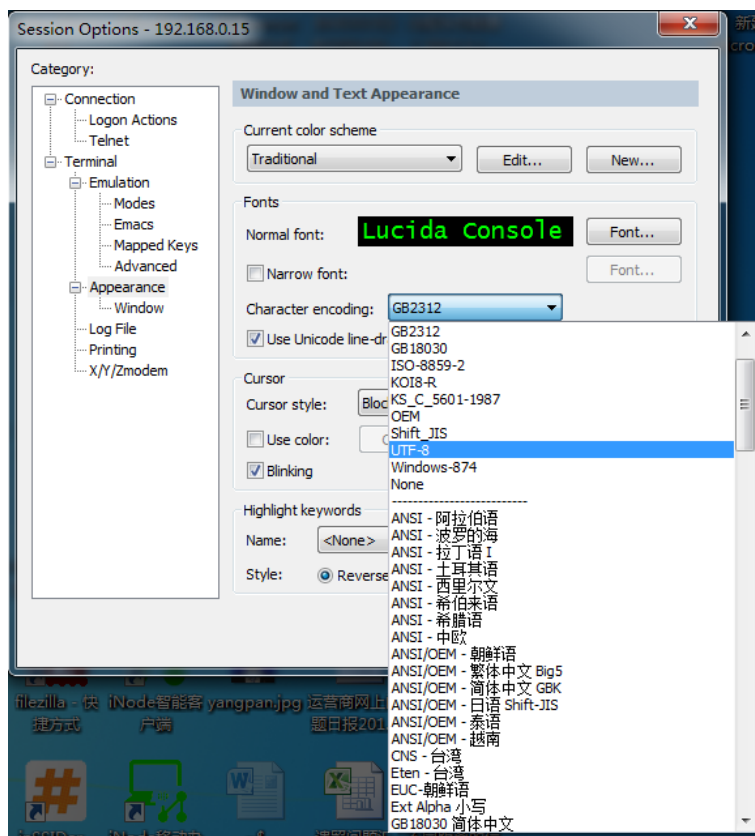 Session Options - 192.168.0.15
Category:
Connection
Logon Actions
Telnet
Terminal
Emulation
Modes
Emacs
Mapped Keys
Advanced
Appearance
Window
Log File
Printing
X/Y/Zmodem
Window and Text Appearance
Current color scheme
Traditional
Edit...
New...
Fonts
Normal font:
Lucida Console
Font...
Narrow font:
Font...
Character encoding:
GB2312
Use Unicode line-dr
Cursor
Cursor style:
Bloc
Use color:
Blinking
Highlight keywords
Name:
<None>
Style:
Reverse
GB2312
GB18030
ISO-8859-2
KOI8-R
KS_C_5601-1987
OEM
Shift_JIS
UTF-8
Windows-874
None
---------------------------
ANSI - 阿拉伯语
ANSI - 波罗的海
ANSI - 拉丁语 I
ANSI - 土耳其语
ANSI - 西里尔文
ANSI - 希伯来语
ANSI - 希腊语
ANSI - 中欧
ANSI/OEM - 朝鲜语
ANSI/OEM - 繁体中文 Big5
ANSI/OEM - 简体中文 GBK
ANSI/OEM - 日语 Shift-JIS
ANSI/OEM - 泰语
ANSI/OEM - 越南
CNS - 台湾
Eten - 台湾
EUC-朝鲜语
Ext Alpha 小写
GB18030 简体中文
filezilla - 快捷方式
iNode智能客户端
yangpan.jpg
运营商网上
题日报201